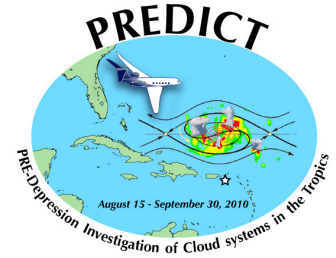 PREDICT
August 15 - September 30, 2010
PRE-Depression Investigation of Cloud systems in the Tropics